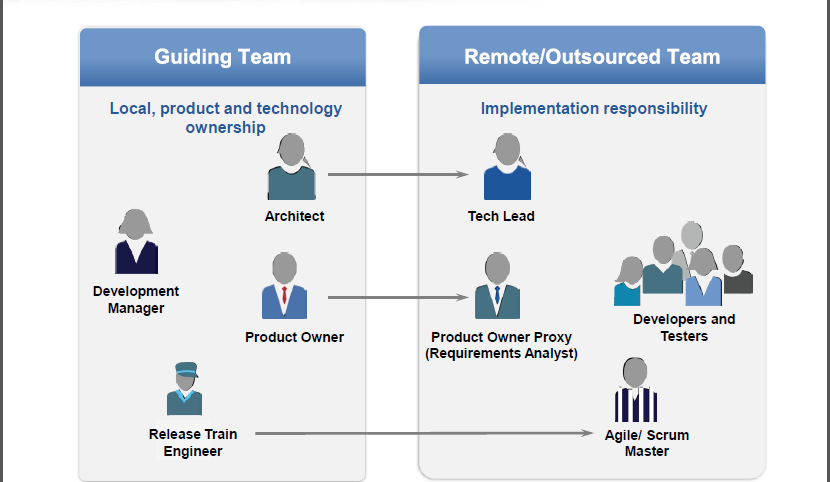 Guiding Team
Local, product and technology
ownership
Architect
Development
Manager
Product Owner
Release Train
Engineer
Remote/Outsourced Team
Implementation responsibility
Tech Lead
Product Owner Proxy
(Requirements Analyst)
Developers and
Testers
Agile/ Scrum
Master